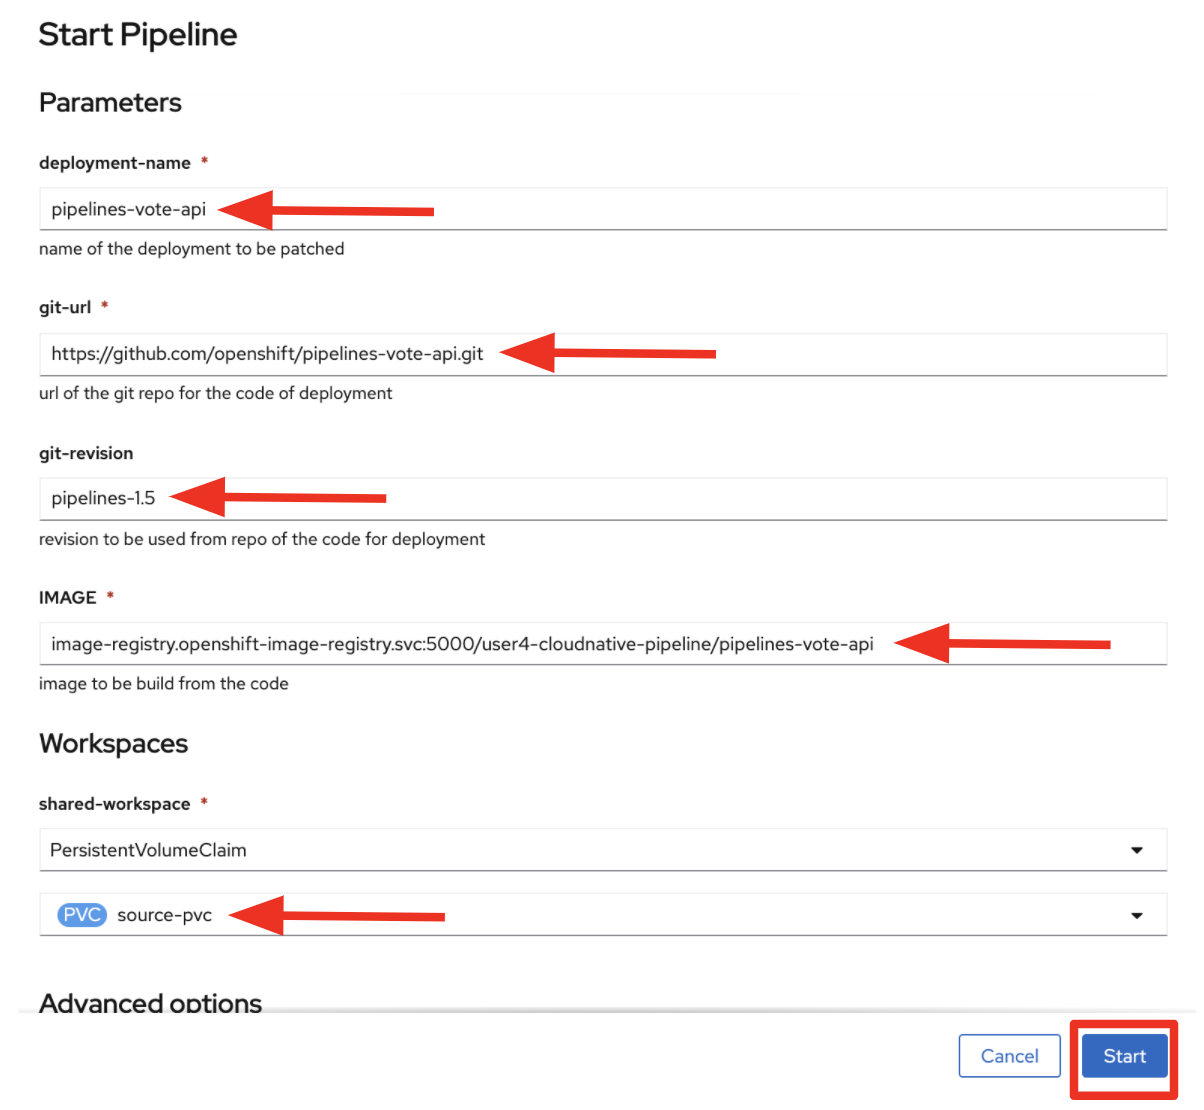 Start Pipeline
Parameters
deployment-name *
pipelines-vote-api
name of the deployment to be patched
git-url *
https://github.com/openshift/pipelines-vote-api.git
url of the git repo for the code of deployment
git-revision
pipelines-1.5
revision to be used from repo of the code for deployment
IMAGE *
image-registry.openshift-image-registry.svc:5000/user4-cloudnative-pipeline/pipelines-vote-api
image to be build from the code
Workspaces
shared-workspace *
PersistentVolumeClaim
PVC source-pvc
Advanced options
Cancel Start